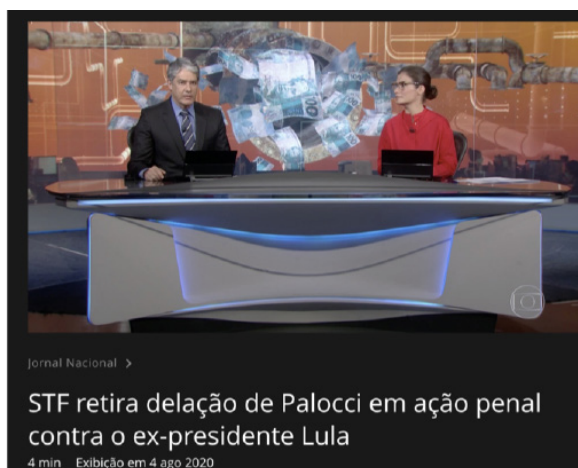 Jornal Nacional >
STF retira delação de Palocci em ação penal
contra o ex-presidente Lula
4 min Exibição em 4 ago 2020